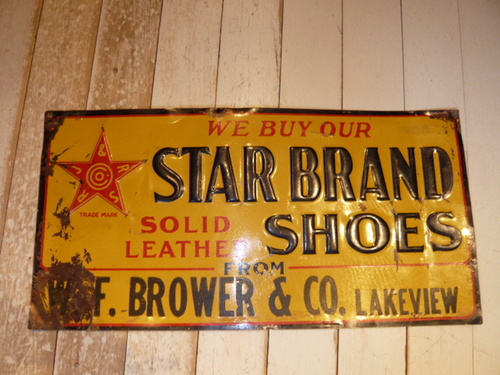 WE BUY OUR
STAR BRAND
TRADE MARK
SOLID
LEATHER
SHOES
FROM
W. F. BROWER & CO. LAKEVIEW